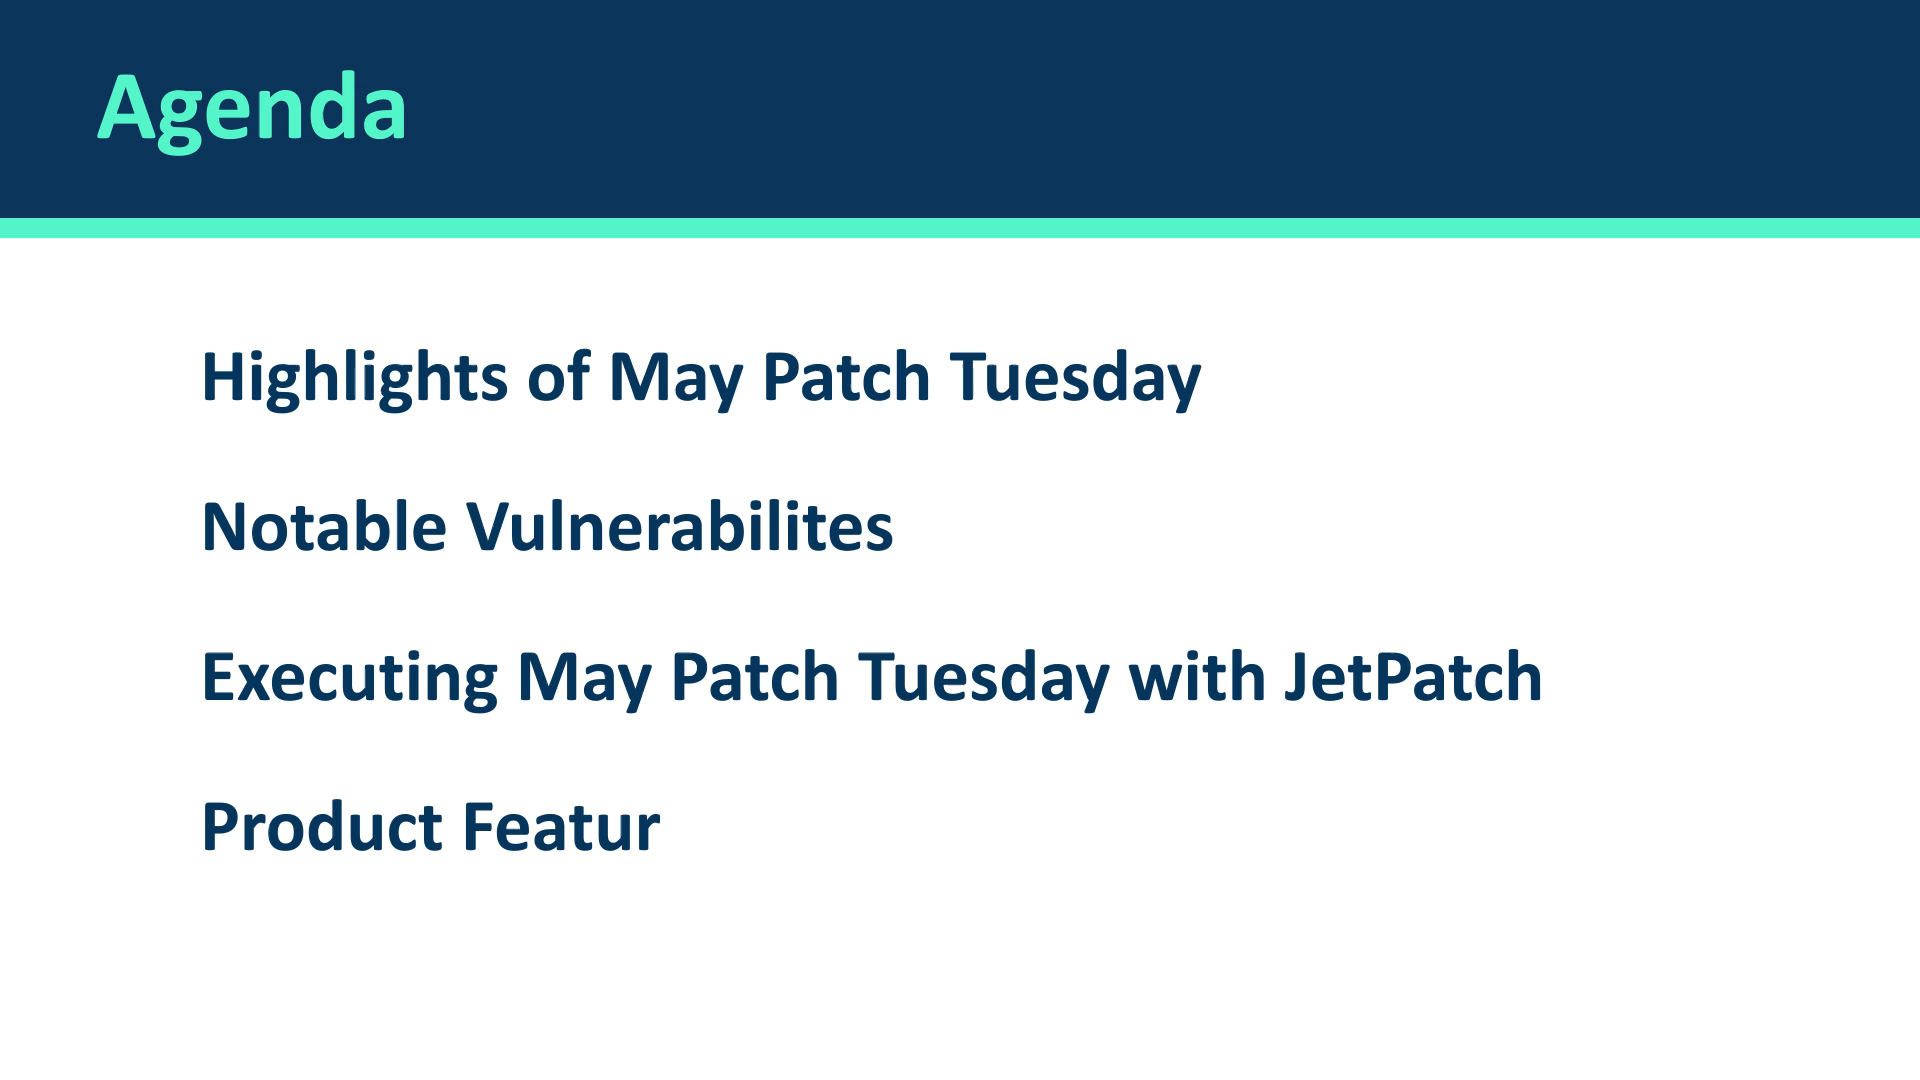 Agenda
Highlights of May Patch Tuesday
Notable Vulnerabilites
Executing May Patch Tuesday with JetPatch
Product Featur